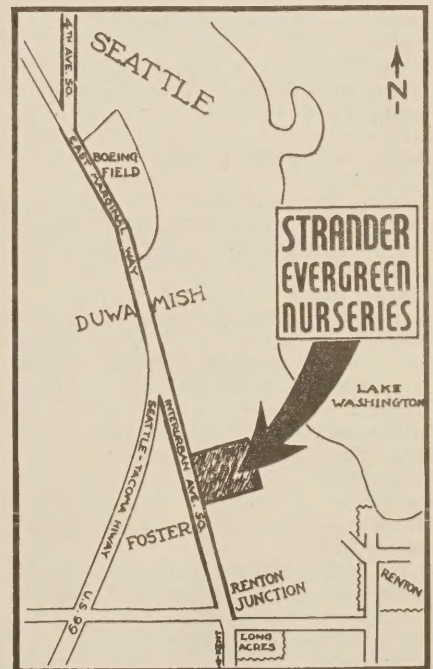 4TH AVE. SO.
SEATTLE
N
EAST MARGINAL WAY
BOEING
FIELD
STRANDER
EVERGREEN
NURSERIES
DUWAMISH
LAKE
WASHINGTON
SEATTLE-TACOMA HIWAY
INTERURBAN AVE. SO.
FOSTER
U.S. 99
RENTON
JUNCTION
RENTON
KENT
LONG
ACRES